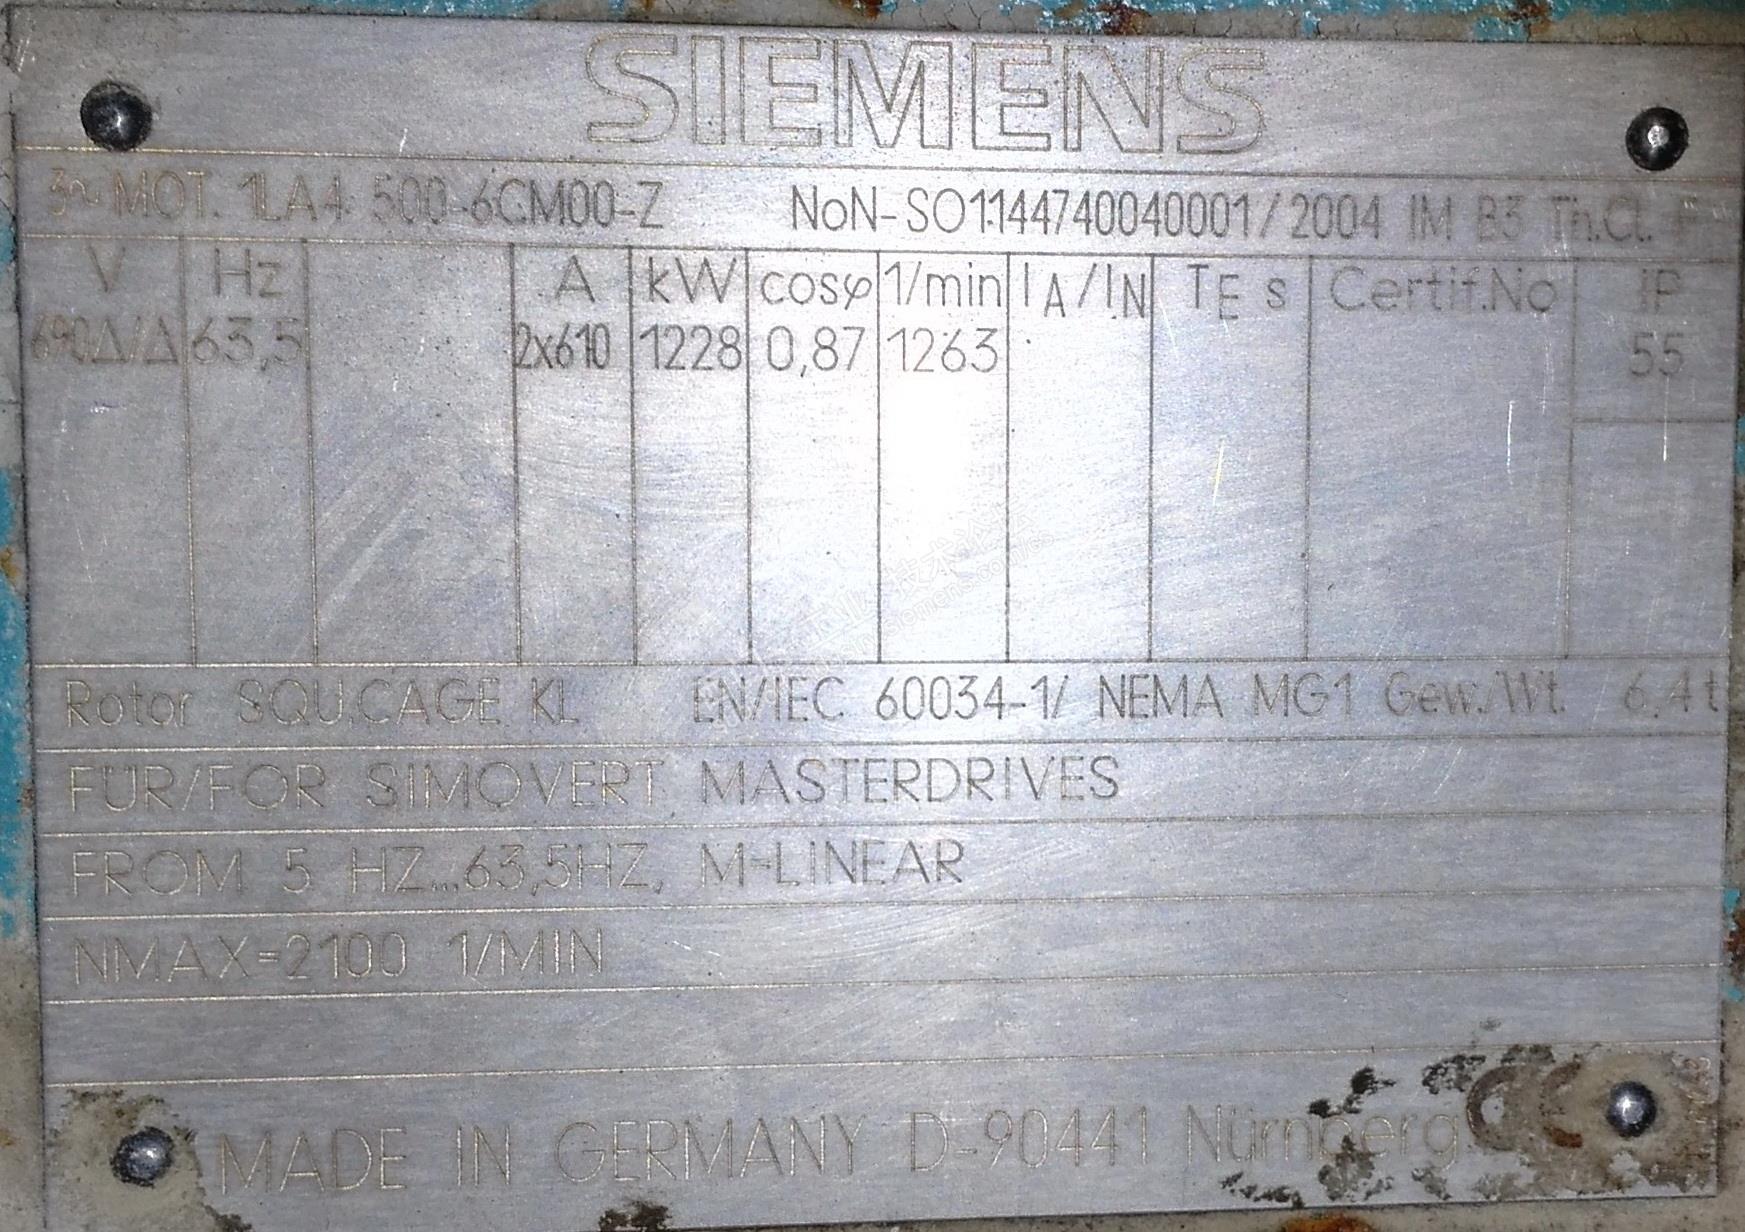 SIEMENS
3~ MOT. 1LA4 500-6CM00-Z NoN-SO1144740040001/2004 IM B3 Th.Cl. F
V Hz A kW cosφ 1/min IA/IN TE s Certif.No IP
690Δ/Δ 63,5 2x610 1228 0,87 1263 55
Rotor SQU.CAGE KL EN/IEC 60034-1/ NEMA MG1 Gew./Wt. 6,4 t
FÜR/FOR SIMOVERT MASTERDRIVES
FROM 5 HZ...63,5HZ, M~LINEAR
NMAX=2100 1/MIN
MADE IN GERMANY D-90441 Nürnberg CE